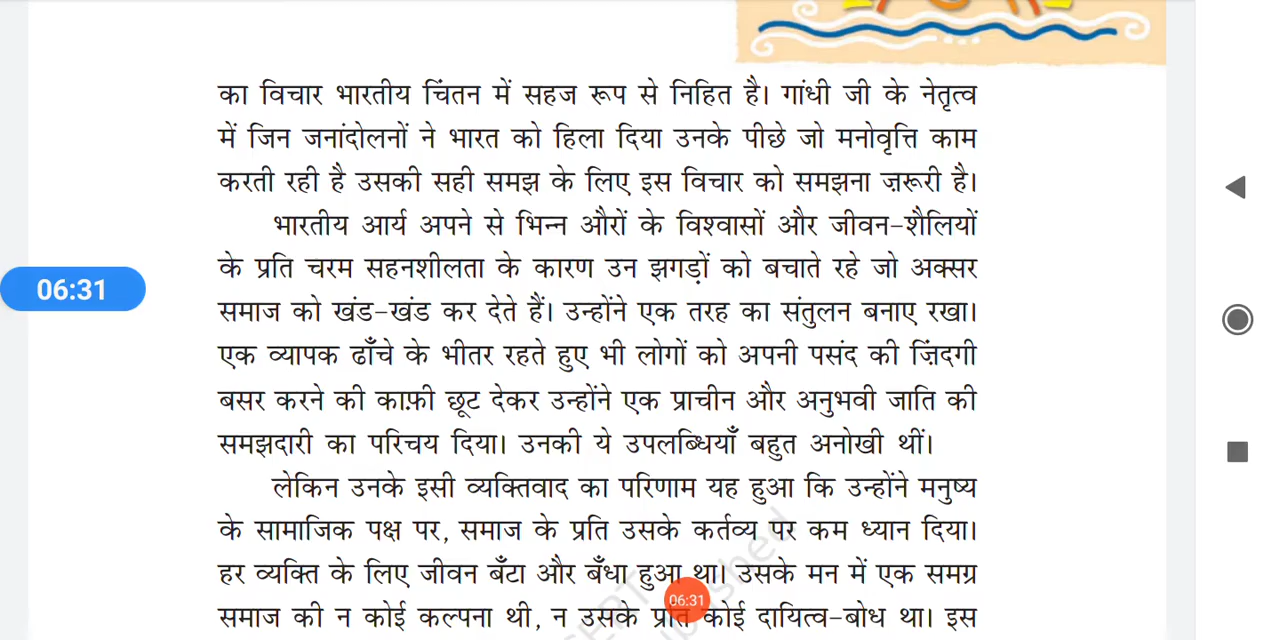 का विचार भारतीय चिंतन में सहज रूप से निहित है। गांधी जी के नेतृत्व
में जिन जनांदोलनों ने भारत को हिला दिया उनके पीछे जो मनोवृत्ति काम
करती रही है उसकी सही समझ के लिए इस विचार को समझना ज़रूरी है।
भारतीय आर्य अपने से भिन्न औरों के विश्वासों और जीवन-शैलियों
के प्रति चरम सहनशीलता के कारण उन झगड़ों को बचाते रहे जो अक्सर
06:31
समाज को खंड-खंड कर देते हैं। उन्होंने एक तरह का संतुलन बनाए रखा।
एक व्यापक ढाँचे के भीतर रहते हुए भी लोगों को अपनी पसंद की ज़िंदगी
बसर करने की काफ़ी छूट देकर उन्होंने एक प्राचीन और अनुभवी जाति की
समझदारी का परिचय दिया। उनकी ये उपलब्धियाँ बहुत अनोखी थीं।
लेकिन उनके इसी व्यक्तिवाद का परिणाम यह हुआ कि उन्होंने मनुष्य
के सामाजिक पक्ष पर, समाज के प्रति उसके कर्तव्य पर कम ध्यान दिया।
हर व्यक्ति के लिए जीवन बँटा और बँधा हुआ था। उसके मन में एक समग्र
06:31
समाज की न कोई कल्पना थी, न उसके प्रति कोई दायित्व-बोध था। इस